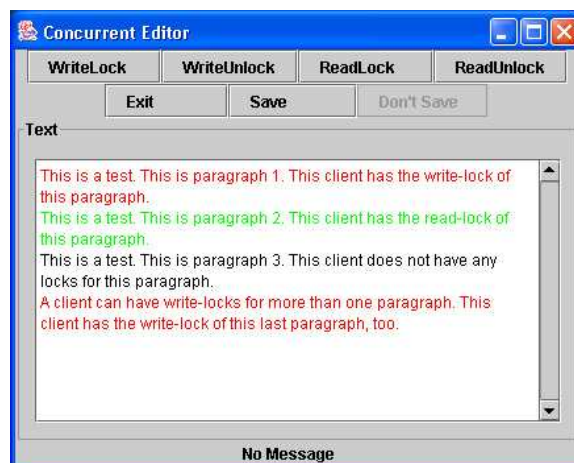 Concurrent Editor
WriteLock WriteUnlock ReadLock ReadUnlock
Exit Save Don't Save
Text
This is a test. This is paragraph 1. This client has the write-lock of
this paragraph.
This is a test. This is paragraph 2. This client has the read-lock of
this paragraph.
This is a test. This is paragraph 3. This client does not have any
locks for this paragraph.
A client can have write-locks for more than one paragraph. This
client has the write-lock of this last paragraph, too.
No Message